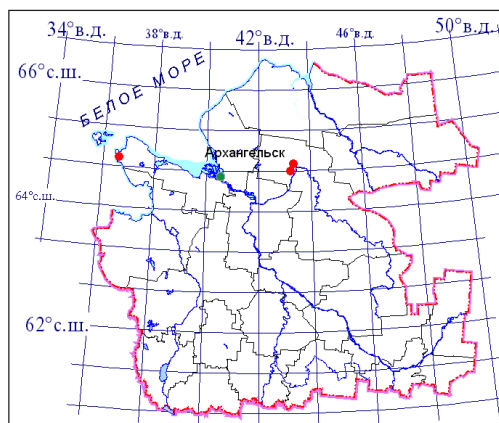 34°в.д.
38°в.д.
42°в.д.
46°в.д.
50°в.д.
66°с.ш.
БЕЛОЕ МОРЕ
Архангельск
64°с.ш.
62°с.ш.